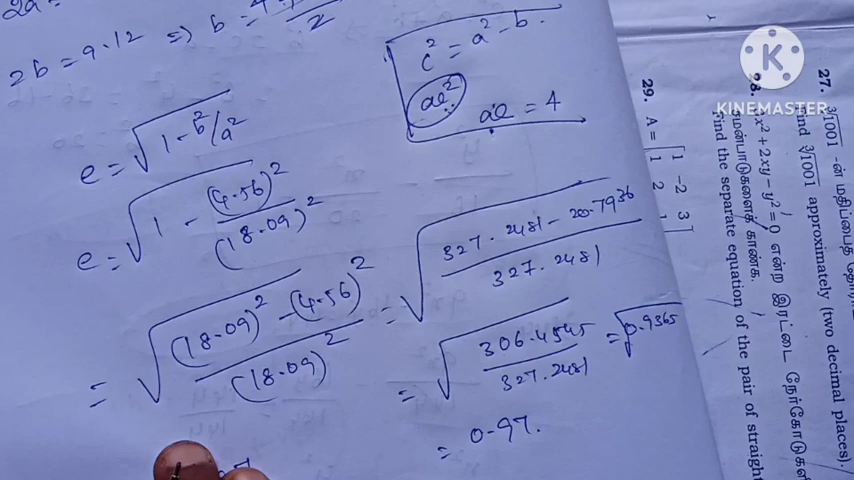 2b = 9.12 ⇒ b =
c² = a² - b.
ae²
ae = 4
e = √1 - b²/a²
e = √1 - (4.56)²/(18.09)²
= √(18.09)² - (4.56)²/(18.09)²
= √327.2481 - 20.7936/327.2481
= √306.4545/327.2481 = √0.9365
= 0.97.
KINEMASTER
27. ∛1001 -ன் மதிப்பைத்
Find ∛1001 approximately (two decimal places).
x² + 2xy - y² = 0 என்ற இரட்டை
சமன்பாடுகளைக் காண்க.
Find the separate equation of the pair of straight
29. A = [1 -2 3
1 2